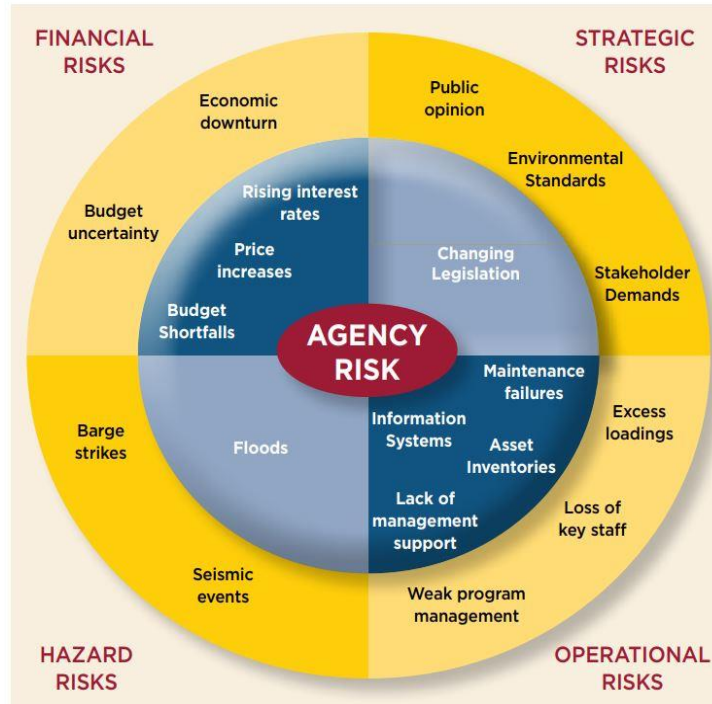 FINANCIAL
RISKS
STRATEGIC
RISKS
Economic
downturn
Public
opinion
Environmental
Standards
Budget
uncertainty
Rising interest
rates
Price
increases
Budget
Shortfalls
Changing
Legislation
Stakeholder
Demands
AGENCY
RISK
Maintenance
failures
Information
Systems
Asset
Inventories
Lack of
management
support
Excess
loadings
Loss of
key staff
Weak program
management
Floods
Barge
strikes
Seismic
events
HAZARD
RISKS
OPERATIONAL
RISKS